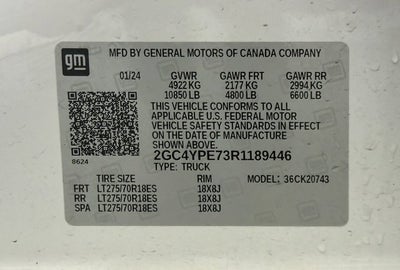 gm
MFD BY GENERAL MOTORS OF CANADA COMPANY
01/24 GVWR GAWR FRT GAWR RR
4922 KG 2177 KG 2994 KG
10850 LB 4800 LB 6600 LB
THIS VEHICLE CONFORMS TO ALL
APPLICABLE U.S. FEDERAL MOTOR
VEHICLE SAFETY STANDARDS IN EFFECT
ON THE DATE OF MANUFACTURE
SHOWN ABOVE.
8624 2GC4YPE73R1189446
TYPE: TRUCK MODEL: 36CK20743
TIRE SIZE RIM
FRT LT275/70R18ES 18X8J
RR LT275/70R18ES 18X8J
SPA LT275/70R18ES 18X8J